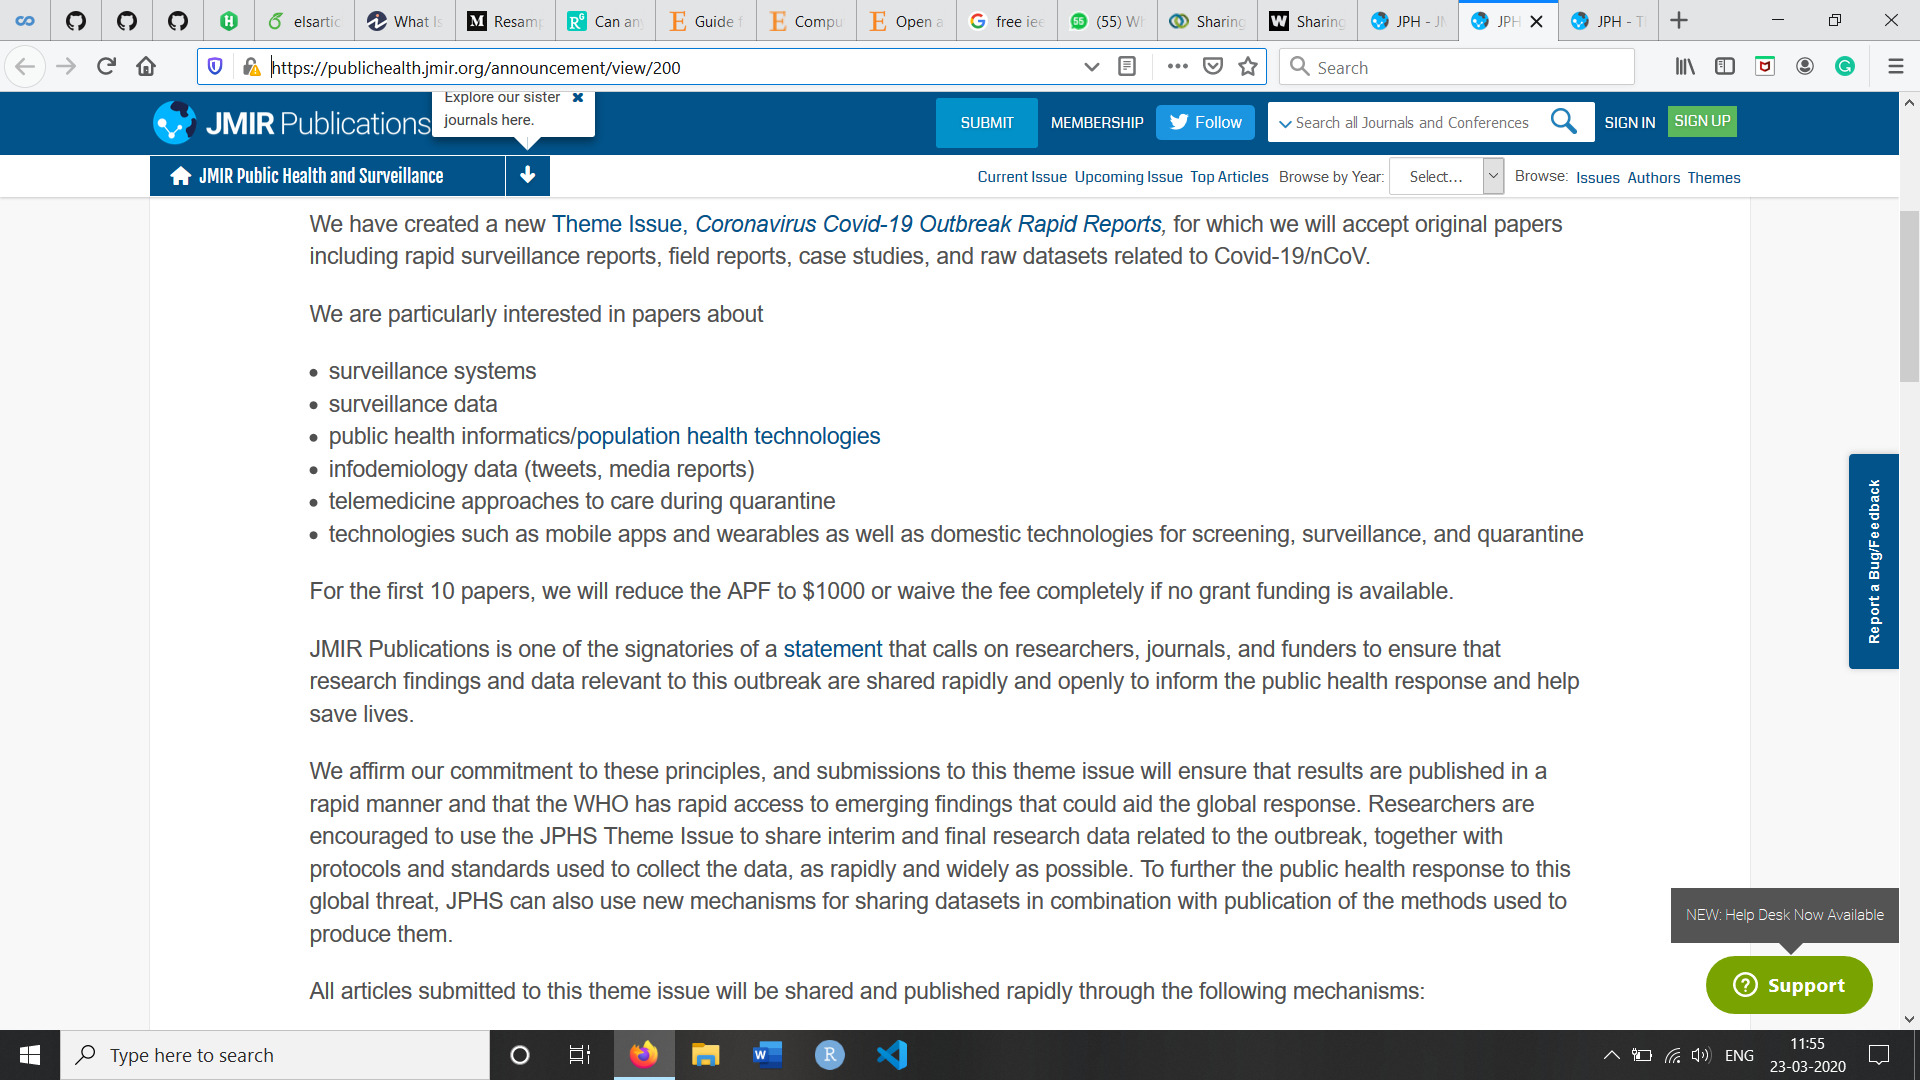 elsartic
What Is
Resamp
Can any
Guide f
Compu
Open a
free iee
(55) Wh
Sharing
Sharing
JPH - JM
JPH
JPH - Th
https://publichealth.jmir.org/announcement/view/200
Search
Explore our sister
journals here.
JMIR Publications
SUBMIT
MEMBERSHIP
Follow
Search all Journals and Conferences
SIGN IN
SIGN UP
JMIR Public Health and Surveillance
Current Issue Upcoming Issue Top Articles Browse by Year: Select... Browse: Issues Authors Themes
We have created a new Theme Issue, Coronavirus Covid-19 Outbreak Rapid Reports, for which we will accept original papers
including rapid surveillance reports, field reports, case studies, and raw datasets related to Covid-19/nCoV.
We are particularly interested in papers about
• surveillance systems
• surveillance data
• public health informatics/population health technologies
• infodemiology data (tweets, media reports)
• telemedicine approaches to care during quarantine
• technologies such as mobile apps and wearables as well as domestic technologies for screening, surveillance, and quarantine
For the first 10 papers, we will reduce the APF to $1000 or waive the fee completely if no grant funding is available.
JMIR Publications is one of the signatories of a statement that calls on researchers, journals, and funders to ensure that
research findings and data relevant to this outbreak are shared rapidly and openly to inform the public health response and help
save lives.
We affirm our commitment to these principles, and submissions to this theme issue will ensure that results are published in a
rapid manner and that the WHO has rapid access to emerging findings that could aid the global response. Researchers are
encouraged to use the JPHS Theme Issue to share interim and final research data related to the outbreak, together with
protocols and standards used to collect the data, as rapidly and widely as possible. To further the public health response to this
global threat, JPHS can also use new mechanisms for sharing datasets in combination with publication of the methods used to
produce them.
All articles submitted to this theme issue will be shared and published rapidly through the following mechanisms:
Report a Bug/Feedback
NEW: Help Desk Now Available
Support
Type here to search
ENG
11:55
23-03-2020